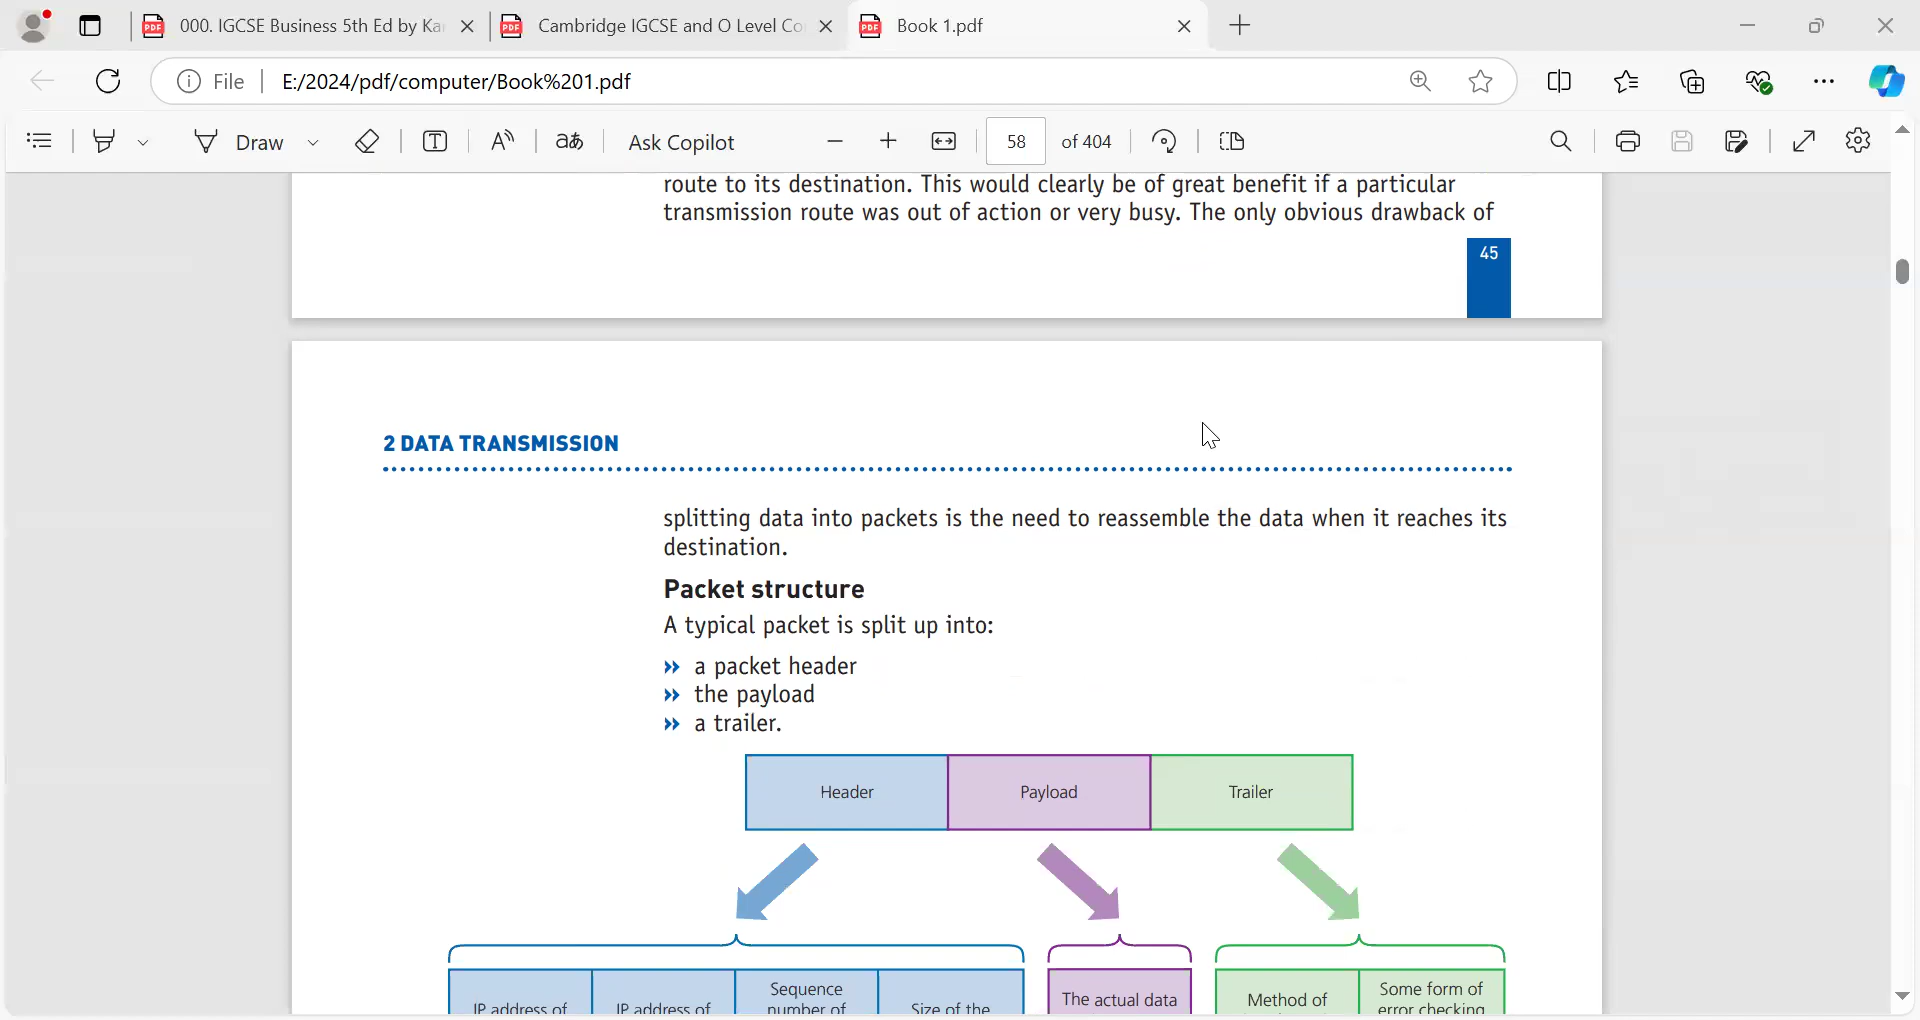 000. IGCSE Business 5th Ed by Ka
Cambridge IGCSE and O Level Co
Book 1.pdf
File
E:/2024/pdf/computer/Book%201.pdf
Draw
Ask Copilot
58
of 404
route to its destination. This would clearly be of great benefit if a particular
transmission route was out of action or very busy. The only obvious drawback of
45
2 DATA TRANSMISSION
splitting data into packets is the need to reassemble the data when it reaches its
destination.
Packet structure
A typical packet is split up into:
» a packet header
» the payload
» a trailer.
Header
Payload
Trailer
IP address of
IP address of
Sequence
number of
Size of the
The actual data
Method of
Some form of
error checking